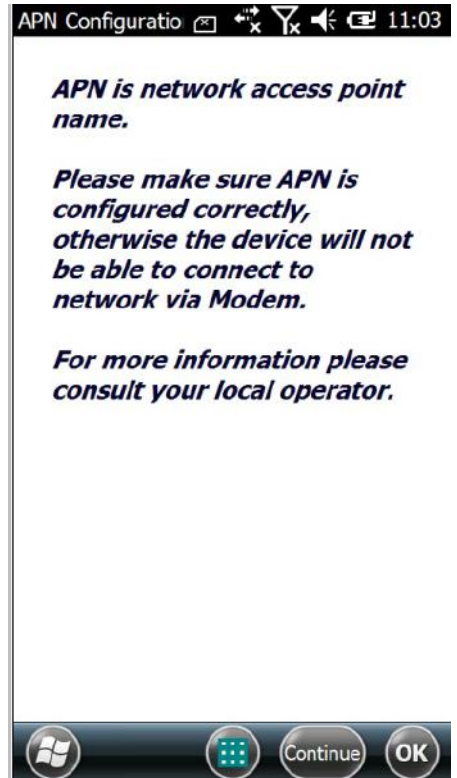 APN Configuratio
11:03
APN is network access point
name.
Please make sure APN is
configured correctly,
otherwise the device will not
be able to connect to
network via Modem.
For more information please
consult your local operator.
Continue
OK